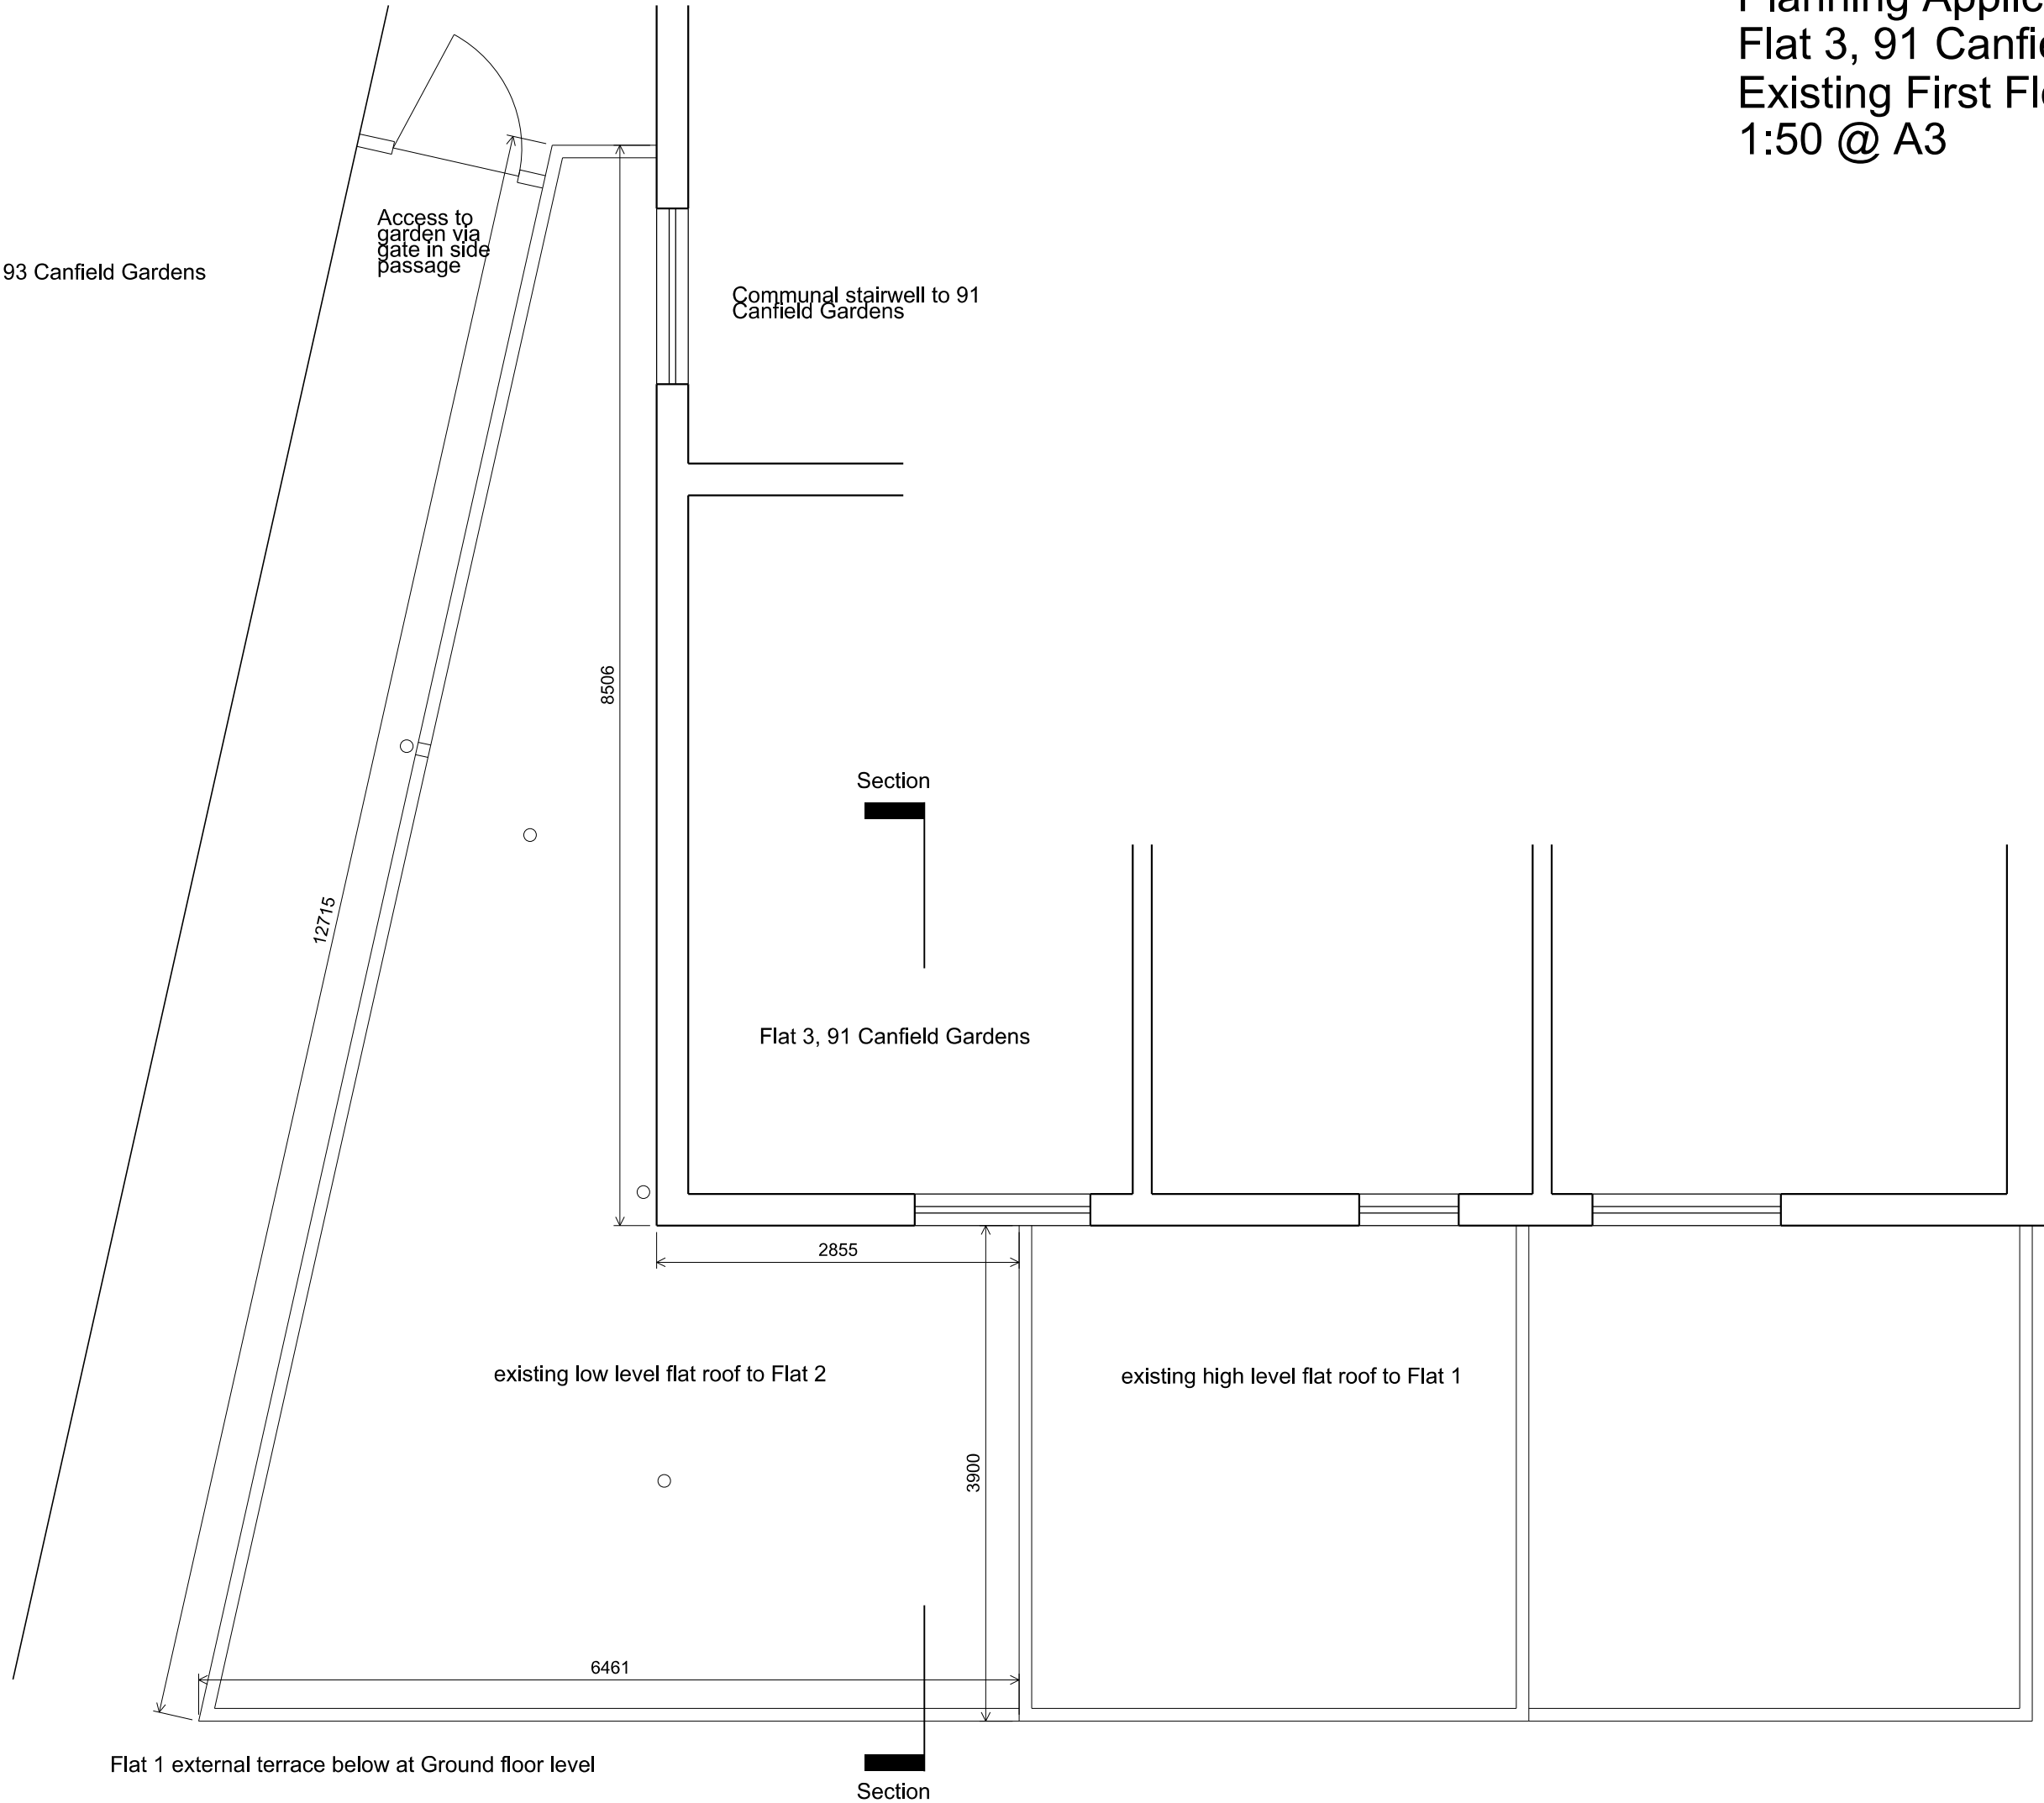 Flat 3, 91
Existing First
1:50 @ A3
Access to
garden via
gate in side
passage
93 Canfield Gardens
Communal stairwell to 91
Canfield Gardens
8506
Section
12715
Flat 3, 91 Canfield Gardens
2855
existing low level flat roof to Flat 2
existing high level flat roof to Flat 1
3900
6461
Flat 1 external terrace below at Ground floor level
Section